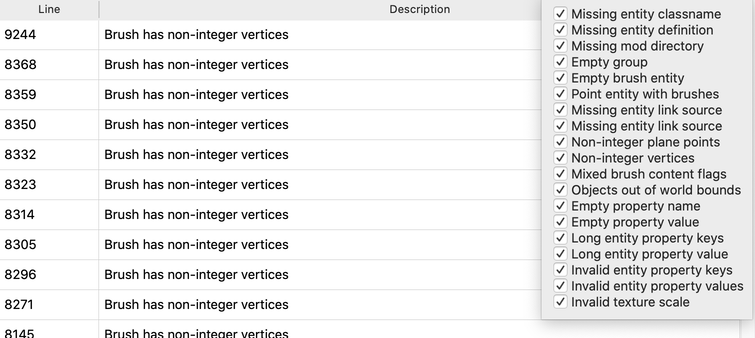 Line Description
9244 Brush has non-integer vertices
8368 Brush has non-integer vertices
8359 Brush has non-integer vertices
8350 Brush has non-integer vertices
8332 Brush has non-integer vertices
8323 Brush has non-integer vertices
8314 Brush has non-integer vertices
8305 Brush has non-integer vertices
8296 Brush has non-integer vertices
8271 Brush has non-integer vertices
8145 Brush has non-integer vertices
Missing entity classname
Missing entity definition
Missing mod directory
Empty group
Empty brush entity
Point entity with brushes
Missing entity link source
Missing entity link source
Non-integer plane points
Non-integer vertices
Mixed brush content flags
Objects out of world bounds
Empty property name
Empty property value
Long entity property keys
Long entity property value
Invalid entity property keys
Invalid entity property values
Invalid texture scale